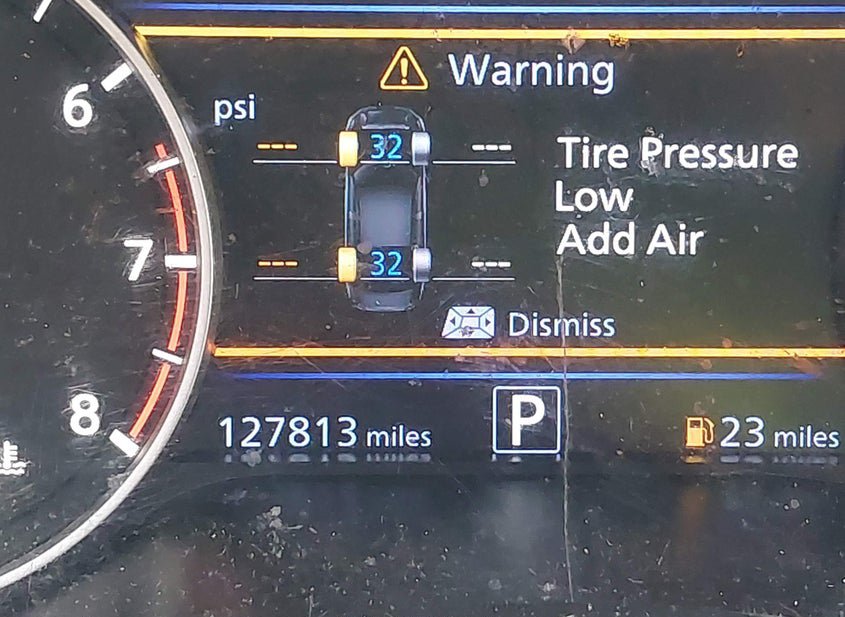 6
7
8
Warning
psi
--- 32 ---
--- 32 ---
Tire Pressure
Low
Add Air
Dismiss
127813 miles
P
23 miles